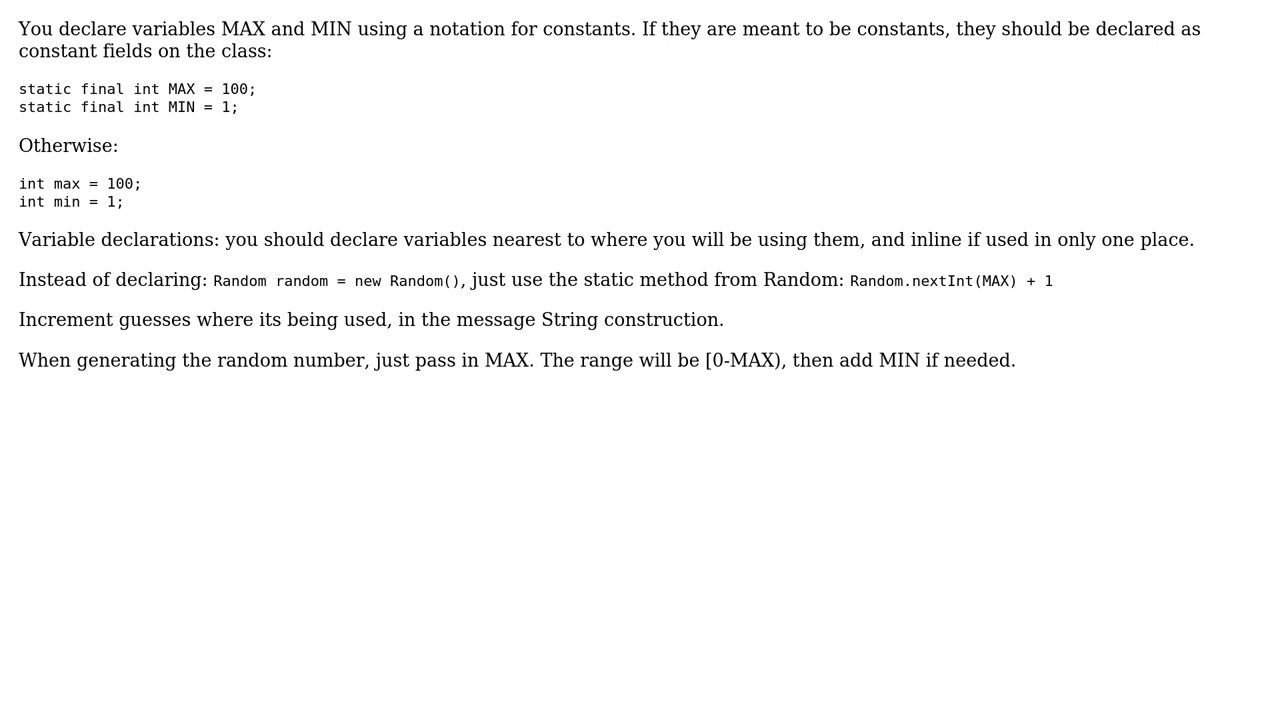 You declare variables MAX and MIN using a notation for constants. If they are meant to be constants, they should be declared as
constant fields on the class:
static final int MAX = 100;
static final int MIN = 1;
Otherwise:
int max = 100;
int min = 1;
Variable declarations: you should declare variables nearest to where you will be using them, and inline if used in only one place.
Instead of declaring: Random random = new Random(), just use the static method from Random: Random.nextInt(MAX) + 1
Increment guesses where its being used, in the message String construction.
When generating the random number, just pass in MAX. The range will be [0-MAX), then add MIN if needed.